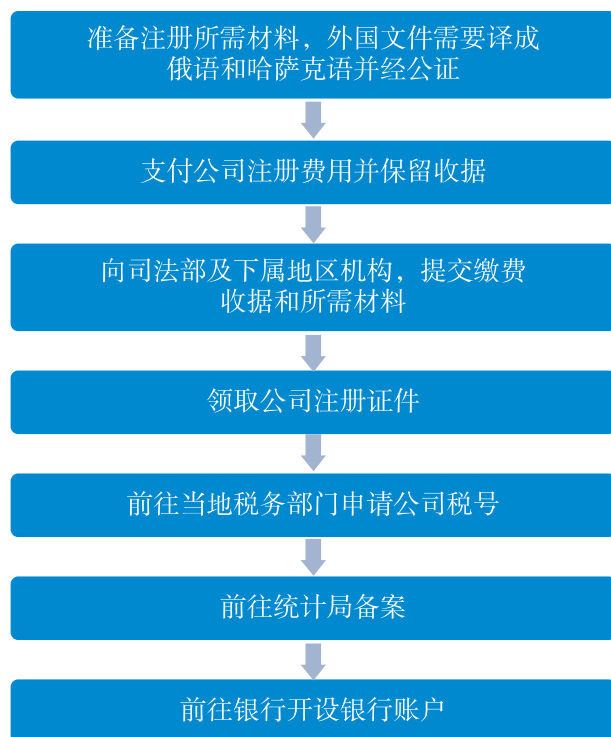 准备注册所需材料，外国文件需要译成
俄语和哈萨克语并经公证
支付公司注册费用并保留收据
向司法部及下属地区机构，提交缴费
收据和所需材料
领取公司注册证件
前往当地税务部门申请公司税号
前往统计局备案
前往银行开设银行账户